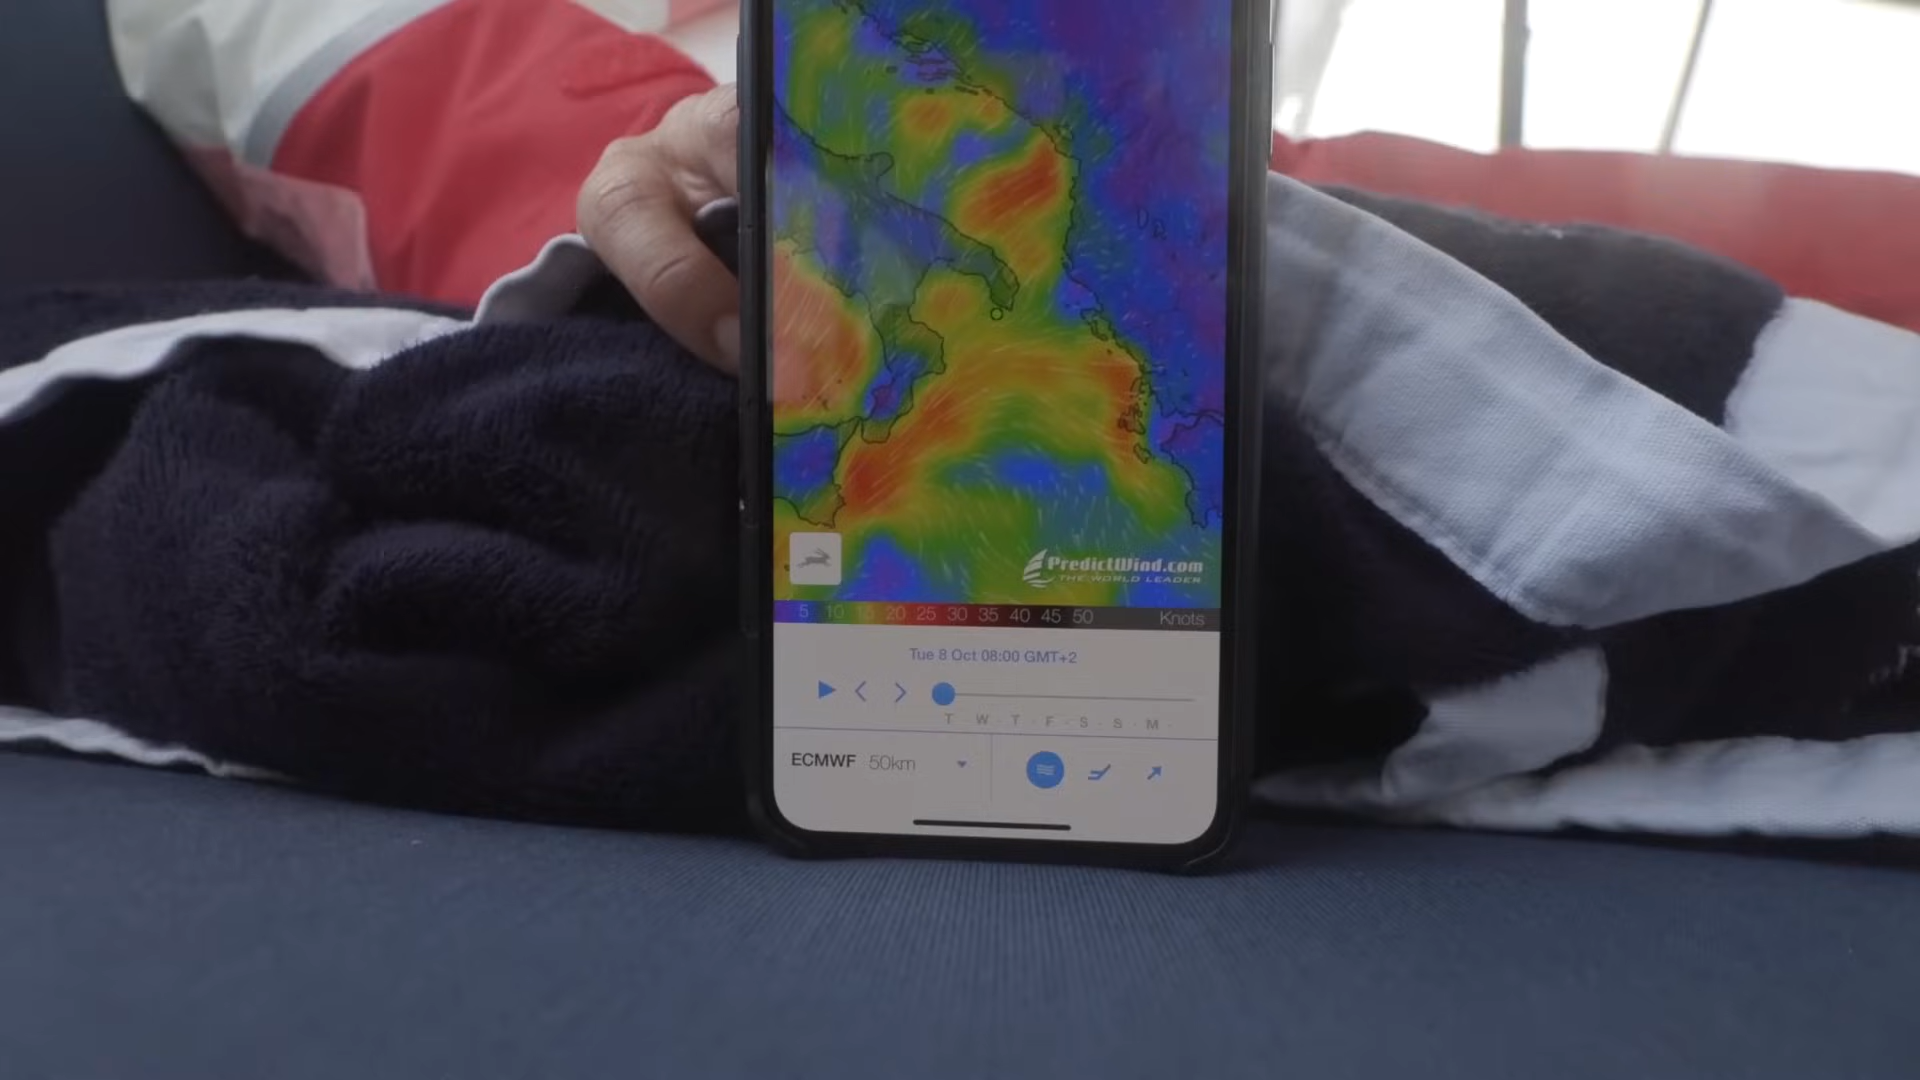 PredictWind.com
THE WORLD LEADER
5 10 15 20 25 30 35 40 45 50 Knots
Tue 8 Oct 08:00 GMT+2
T - W - T - F - S - S - M -
ECMWF 50km